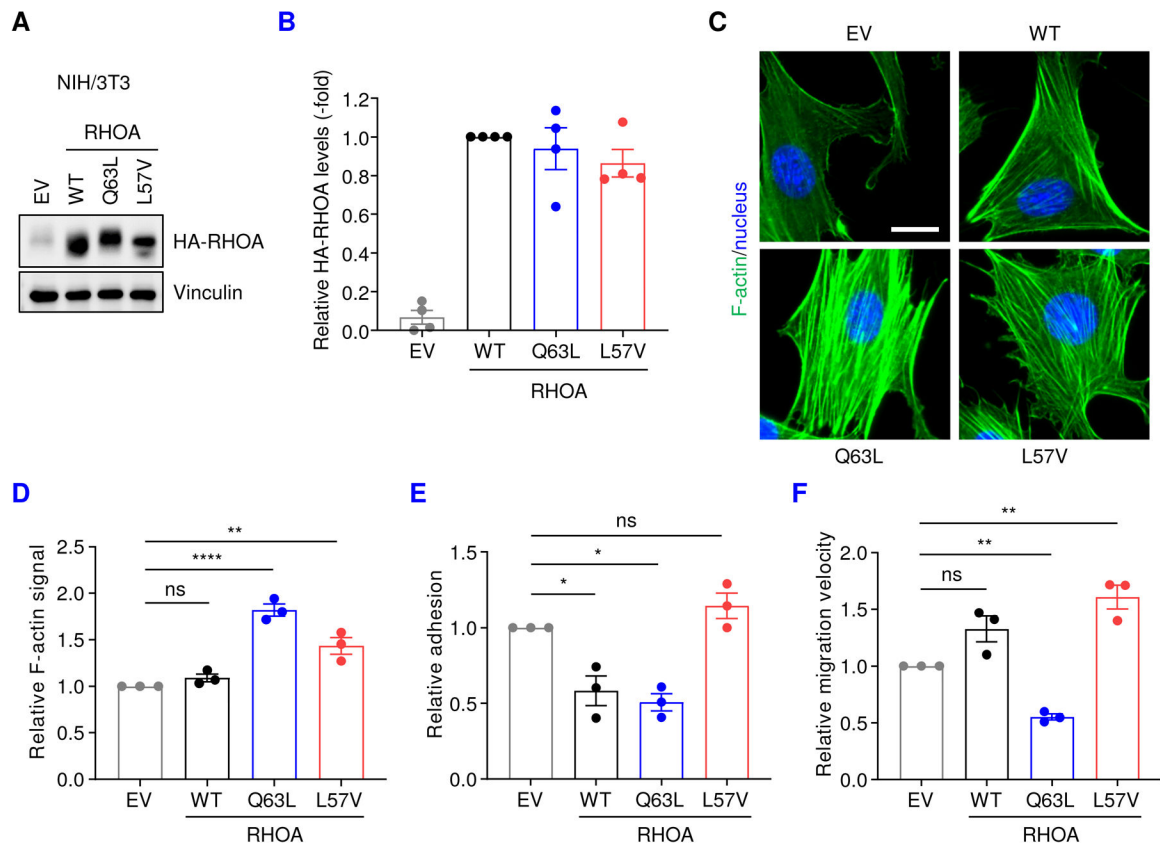 A
NIH/3T3
RHOA
EV
WT
Q63L
L57V
HA-RHOA
Vinculin
B
Relative HA-RHOA levels (-fold)
1.2
1.0
0.8
0.6
0.4
0.2
0.0
EV
WT
Q63L
L57V
RHOA
C
EV
WT
F-actin/nucleus
Q63L
L57V
D
Relative F-actin signal
2.5
2.0
1.5
1.0
0.5
0.0
**
****
ns
EV
WT
Q63L
L57V
RHOA
E
Relative adhesion
1.5
1.0
0.5
0.0
ns
*
*
EV
WT
Q63L
L57V
RHOA
F
Relative migration velocity
2.0
1.5
1.0
0.5
0.0
**
**
ns
EV
WT
Q63L
L57V
RHOA